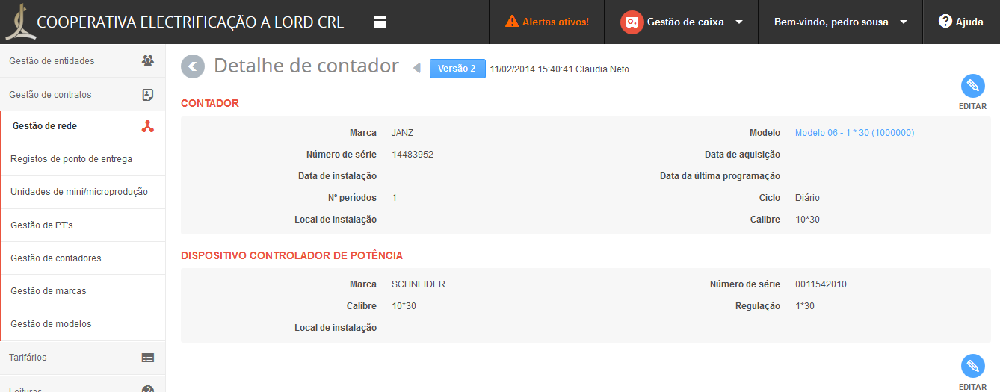 COOPERATIVA ELECTRIFICAÇÃO A LORD CRL
Alertas ativos!
Gestão de caixa
Bem-vindo, pedro sousa
Ajuda
Gestão de entidades
Gestão de contratos
Gestão de rede
Registos de ponto de entrega
Unidades de mini/microprodução
Gestão de PT's
Gestão de contadores
Gestão de marcas
Gestão de modelos
Tarifários
Leituras
Detalhe de contador
Versão 2
11/02/2014 15:40:41 Claudia Neto
EDITAR
CONTADOR
Marca JANZ
Modelo Modelo 06 - 1 * 30 (1000000)
Número de série 14483952
Data de aquisição
Data de instalação
Data da última programação
Nº períodos 1
Ciclo Diário
Local de instalação
Calibre 10*30
DISPOSITIVO CONTROLADOR DE POTÊNCIA
Marca SCHNEIDER
Número de série 0011542010
Calibre 10*30
Regulação 1*30
Local de instalação
EDITAR